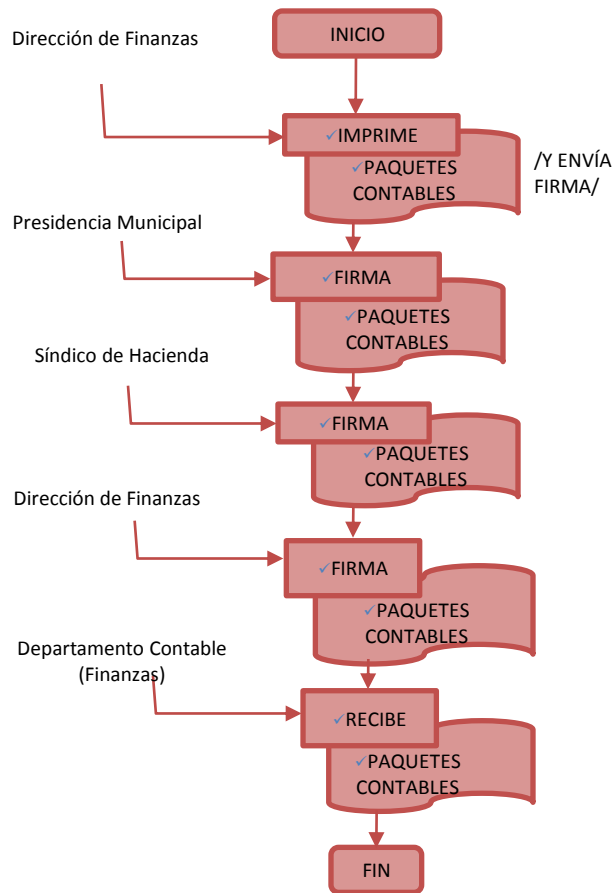 INICIO
Dirección de Finanzas
✓IMPRIME
✓PAQUETES
CONTABLES
/Y ENVÍA
FIRMA/
Presidencia Municipal
✓FIRMA
✓PAQUETES
CONTABLES
Síndico de Hacienda
✓FIRMA
✓PAQUETES
CONTABLES
Dirección de Finanzas
✓FIRMA
✓PAQUETES
CONTABLES
Departamento Contable
(Finanzas)
✓RECIBE
✓PAQUETES
CONTABLES
FIN